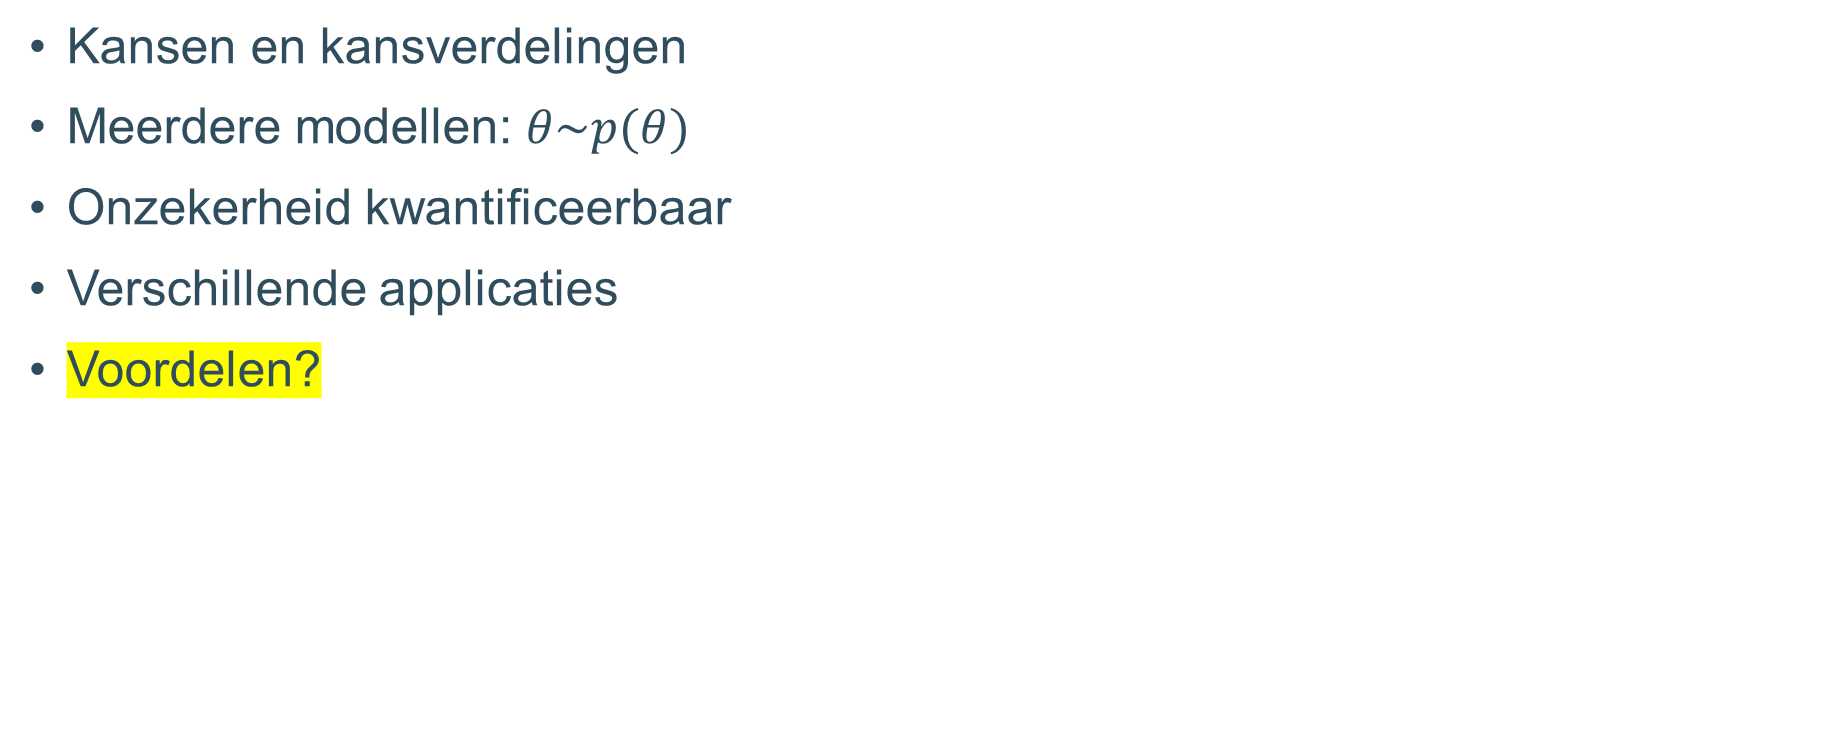 • Kansen en kansverdelingen
• Meerdere modellen: 𝜃~𝑝(𝜃)
• Onzekerheid kwantificeerbaar
• Verschillende applicaties
• Voordelen?